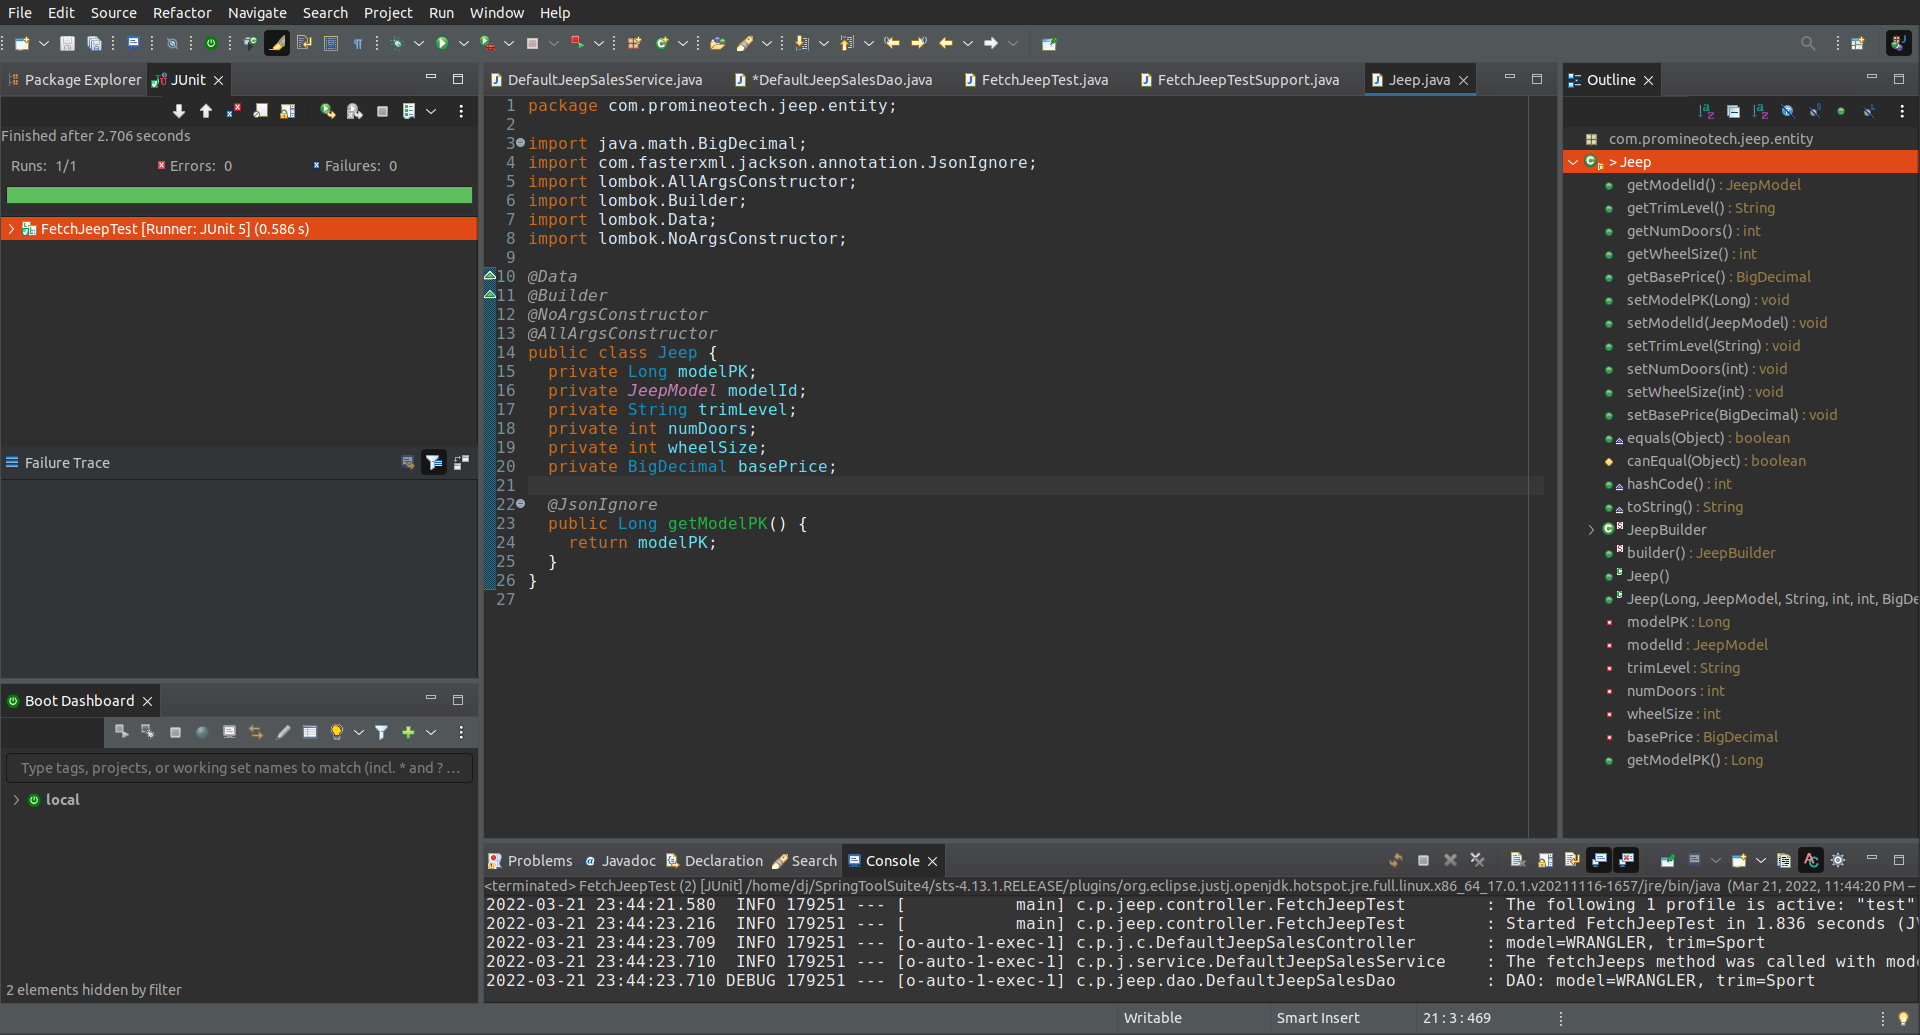 File Edit Source Refactor Navigate Search Project Run Window Help
Package Explorer JUnit
Finished after 2.706 seconds
Runs: 1/1 Errors: 0 Failures: 0
FetchJeepTest [Runner: JUnit 5] (0.586 s)
Failure Trace
Boot Dashboard
Type tags, projects, or working set names to match (incl. * and ? ...
local
2 elements hidden by filter
DefaultJeepSalesService.java *DefaultJeepSalesDao.java FetchJeepTest.java FetchJeepTestSupport.java Jeep.java
1 package com.promineotech.jeep.entity;
2
3 import java.math.BigDecimal;
4 import com.fasterxml.jackson.annotation.JsonIgnore;
5 import lombok.AllArgsConstructor;
6 import lombok.Builder;
7 import lombok.Data;
8 import lombok.NoArgsConstructor;
9
10 @Data
11 @Builder
12 @NoArgsConstructor
13 @AllArgsConstructor
14 public class Jeep {
15   private Long modelPK;
16   private JeepModel modelId;
17   private String trimLevel;
18   private int numDoors;
19   private int wheelSize;
20   private BigDecimal basePrice;
21
22   @JsonIgnore
23   public Long getModelPK() {
24     return modelPK;
25   }
26 }
27
Outline
com.promineotech.jeep.entity
> Jeep
getModelId() : JeepModel
getTrimLevel() : String
getNumDoors() : int
getWheelSize() : int
getBasePrice() : BigDecimal
setModelPK(Long) : void
setModelId(JeepModel) : void
setTrimLevel(String) : void
setNumDoors(int) : void
setWheelSize(int) : void
setBasePrice(BigDecimal) : void
equals(Object) : boolean
canEqual(Object) : boolean
hashCode() : int
toString() : String
JeepBuilder
builder() : JeepBuilder
Jeep()
Jeep(Long, JeepModel, String, int, int, BigDe
modelPK : Long
modelId : JeepModel
trimLevel : String
numDoors : int
wheelSize : int
basePrice : BigDecimal
getModelPK() : Long
Problems Javadoc Declaration Search Console
<terminated> FetchJeepTest (2) [JUnit] /home/dj/SpringToolSuite4/sts-4.13.1.RELEASE/plugins/org.eclipse.justj.openjdk.hotspot.jre.full.linux.x86_64_17.0.1.v20211116-1657/jre/bin/java (Mar 21, 2022, 11:44:20 PM –
2022-03-21 23:44:21.580  INFO 179251 --- [           main] c.p.jeep.controller.FetchJeepTest        : The following 1 profile is active: "test"
2022-03-21 23:44:23.216  INFO 179251 --- [           main] c.p.jeep.controller.FetchJeepTest        : Started FetchJeepTest in 1.836 seconds (J
2022-03-21 23:44:23.709  INFO 179251 --- [o-auto-1-exec-1] c.p.j.c.DefaultJeepSalesController       : model=WRANGLER, trim=Sport
2022-03-21 23:44:23.710  INFO 179251 --- [o-auto-1-exec-1] c.p.j.service.DefaultJeepSalesService    : The fetchJeeps method was called with mod
2022-03-21 23:44:23.710 DEBUG 179251 --- [o-auto-1-exec-1] c.p.jeep.dao.DefaultJeepSalesDao         : DAO: model=WRANGLER, trim=Sport
Writable Smart Insert 21 : 3 : 469